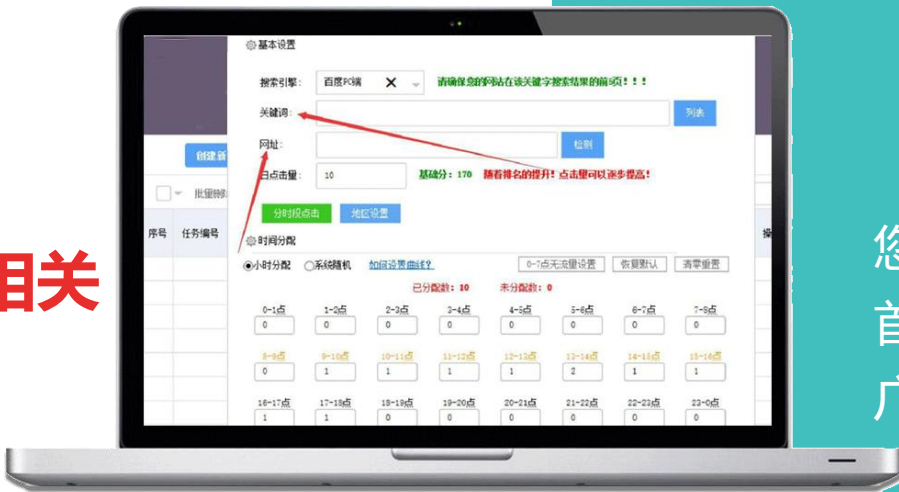 基本设置
搜索引擎: 百度PC端 请确保您的网站在该关键字搜索结果的前5页!!!
关键词: 列表
网址: 检测
日点击量: 10 基础分: 170 随着排名的提升! 点击量可以逐步提高!
创建新
批量删除
分时段点击 地区设置
序号 任务编号 操
时间分配
小时分配 系统随机 如何设置曲线? 0-7点无流量设置 恢复默认 清零重置
已分配数: 10 未分配数: 0
0-1点 1-2点 2-3点 3-4点 4-5点 5-6点 6-7点 7-8点
0 0 0 0 0 0 0 0
8-9点 9-10点 10-11点 11-12点 12-13点 13-14点 14-15点 15-16点
0 1 1 1 1 2 1 1
16-17点 17-18点 18-19点 19-20点 20-21点 21-22点 22-23点 23-0点
1 1 0 0 0 0 0 0
相关
您
首
广